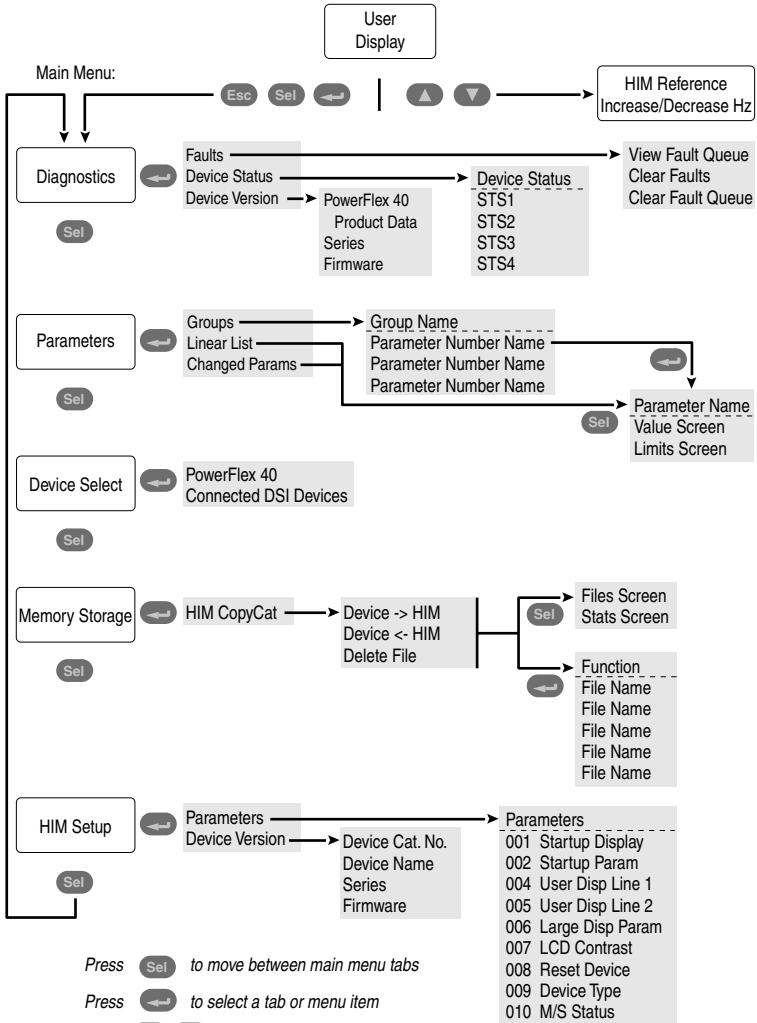 User
Display
Main Menu:
Esc Sel
HIM Reference
Increase/Decrease Hz
Diagnostics
Sel
Faults
Device Status
Device Version
PowerFlex 40
Product Data
Series
Firmware
Device Status
STS1
STS2
STS3
STS4
View Fault Queue
Clear Faults
Clear Fault Queue
Parameters
Sel
Groups
Linear List
Changed Params
Group Name
Parameter Number Name
Parameter Number Name
Parameter Number Name
Sel
Parameter Name
Value Screen
Limits Screen
Device Select
Sel
PowerFlex 40
Connected DSI Devices
Memory Storage
Sel
HIM CopyCat
Device -> HIM
Device <- HIM
Delete File
Sel
Files Screen
Stats Screen
Function
File Name
File Name
File Name
File Name
File Name
HIM Setup
Sel
Parameters
Device Version
Device Cat. No.
Device Name
Series
Firmware
Parameters
001 Startup Display
002 Startup Param
004 User Disp Line 1
005 User Disp Line 2
006 Large Disp Param
007 LCD Contrast
008 Reset Device
009 Device Type
010 M/S Status
Press Sel to move between main menu tabs
Press to select a tab or menu item